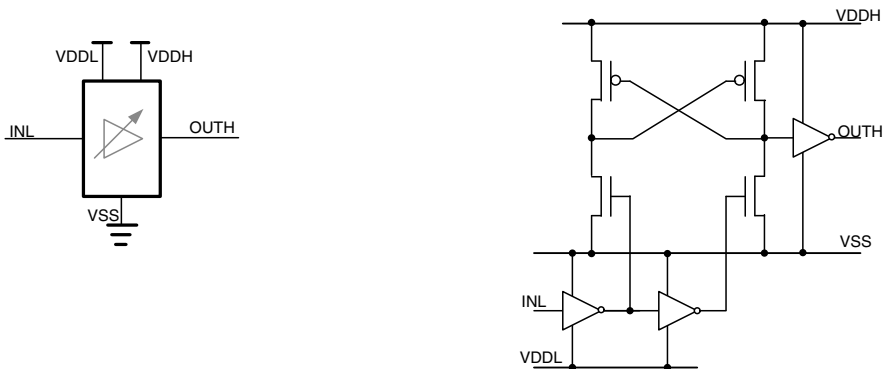 VDDL
VDDH
INL
OUTH
VSS
VDDH
OUTH
VSS
INL
VDDL